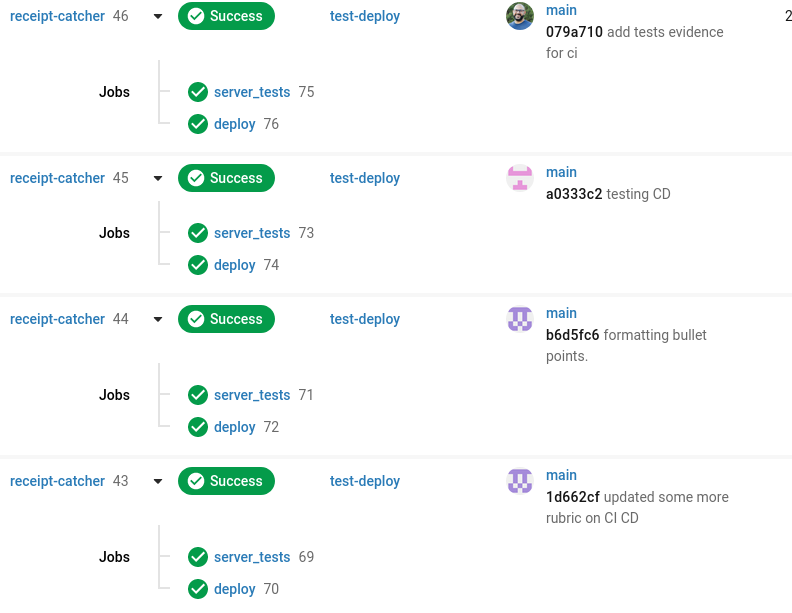 receipt-catcher 46 Success test-deploy main 2
079a710 add tests evidence
for ci
Jobs server_tests 75
deploy 76
receipt-catcher 45 Success test-deploy main
a0333c2 testing CD
Jobs server_tests 73
deploy 74
receipt-catcher 44 Success test-deploy main
b6d5fc6 formatting bullet
points.
Jobs server_tests 71
deploy 72
receipt-catcher 43 Success test-deploy main
1d662cf updated some more
rubric on CI CD
Jobs server_tests 69
deploy 70